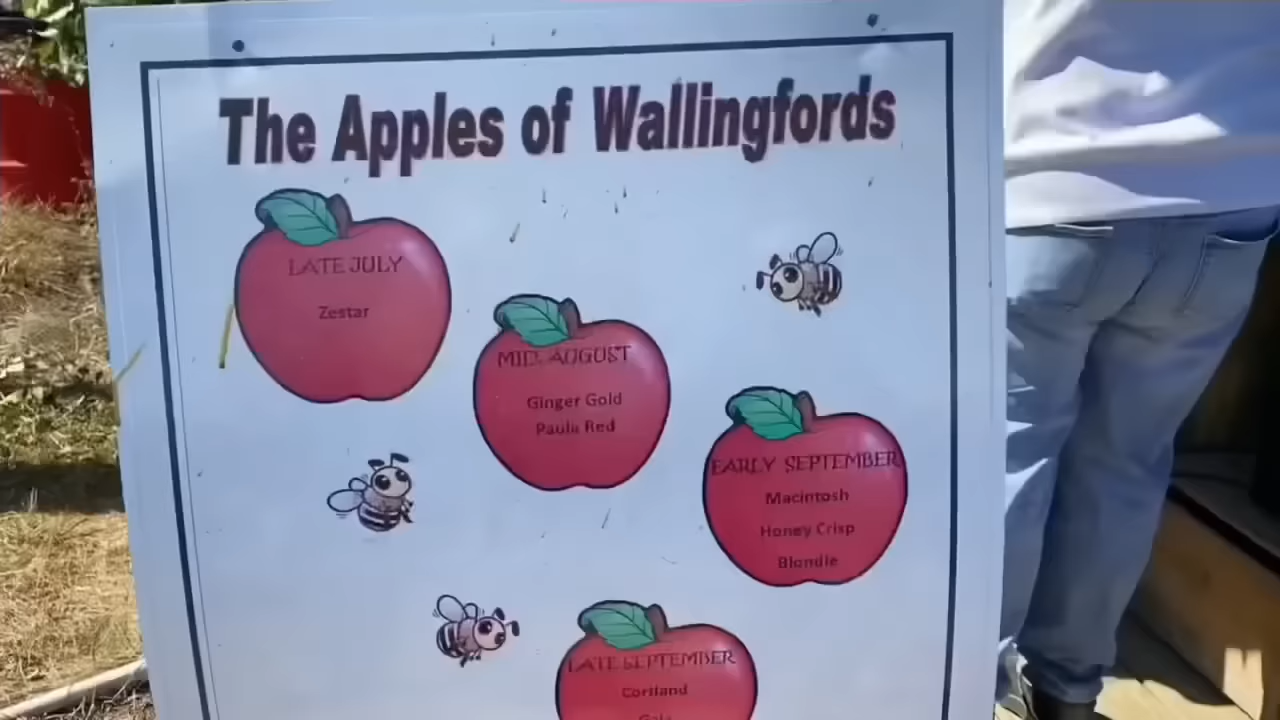 The Apples of Wallingfords
LATE JULY
Zestar
MID AUGUST
Ginger Gold
Paula Red
EARLY SEPTEMBER
Macintosh
Honey Crisp
Blondie
LATE SEPTEMBER
Cortland
Gala